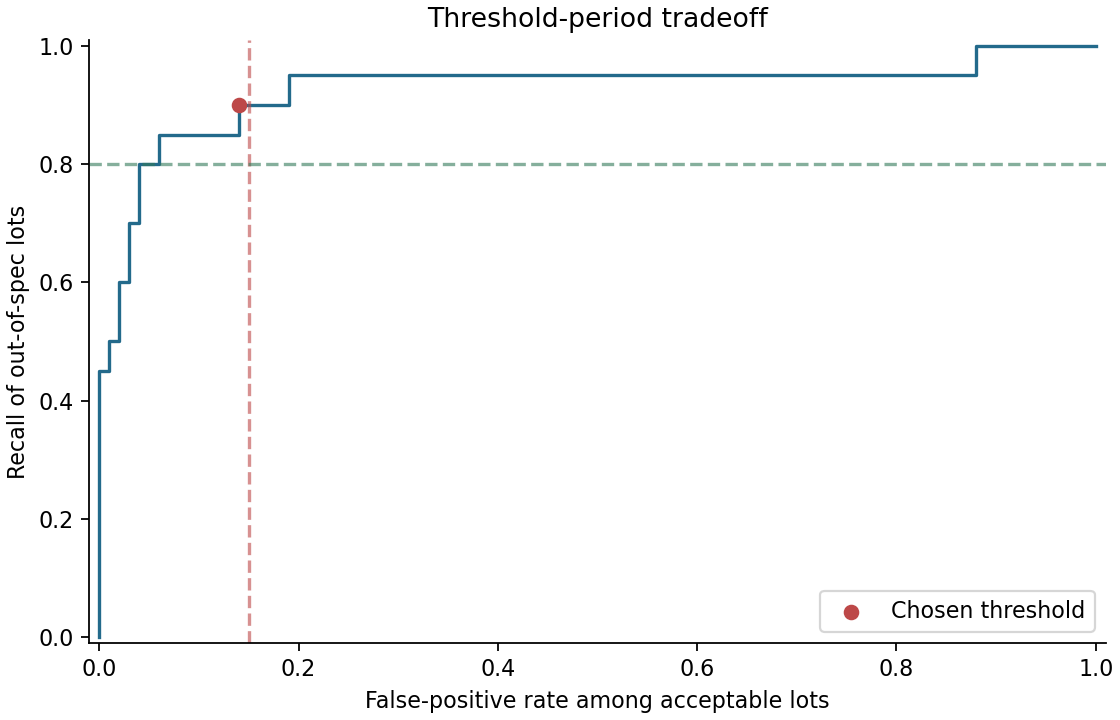 Threshold-period tradeoff
Recall of out-of-spec lots
1.0
0.8
0.6
0.4
0.2
0.0
Chosen threshold
0.0 0.2 0.4 0.6 0.8 1.0
False-positive rate among acceptable lots